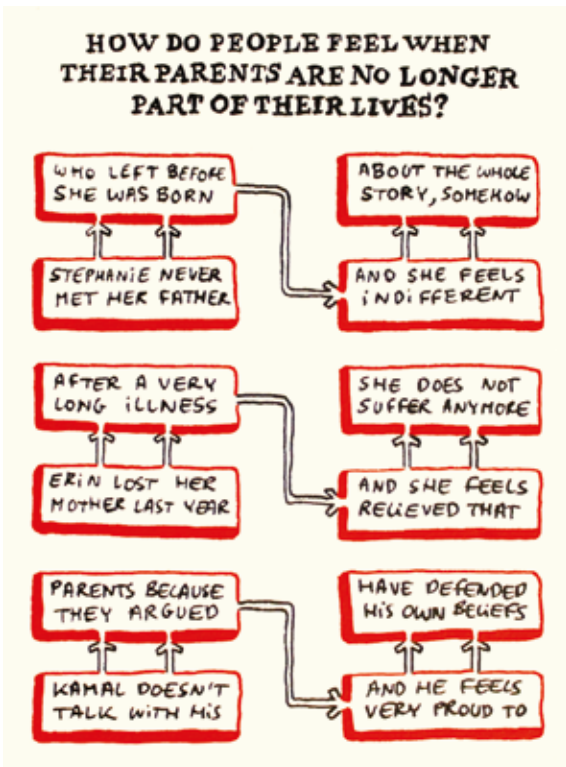 HOW DO PEOPLE FEEL WHEN
THEIR PARENTS ARE NO LONGER
PART OF THEIR LIVES?
STEPHANIE NEVER
MET HER FATHER
WHO LEFT BEFORE
SHE WAS BORN
AND SHE FEELS
INDIFFERENT
ABOUT THE WHOLE
STORY, SOMEHOW
ERIN LOST HER
MOTHER LAST YEAR
AFTER A VERY
LONG ILLNESS
AND SHE FEELS
RELIEVED THAT
SHE DOES NOT
SUFFER ANYMORE
KAMAL DOESN'T
TALK WITH HIS
PARENTS BECAUSE
THEY ARGUED
AND HE FEELS
VERY PROUD TO
HAVE DEFENDED
HIS OWN BELIEFS